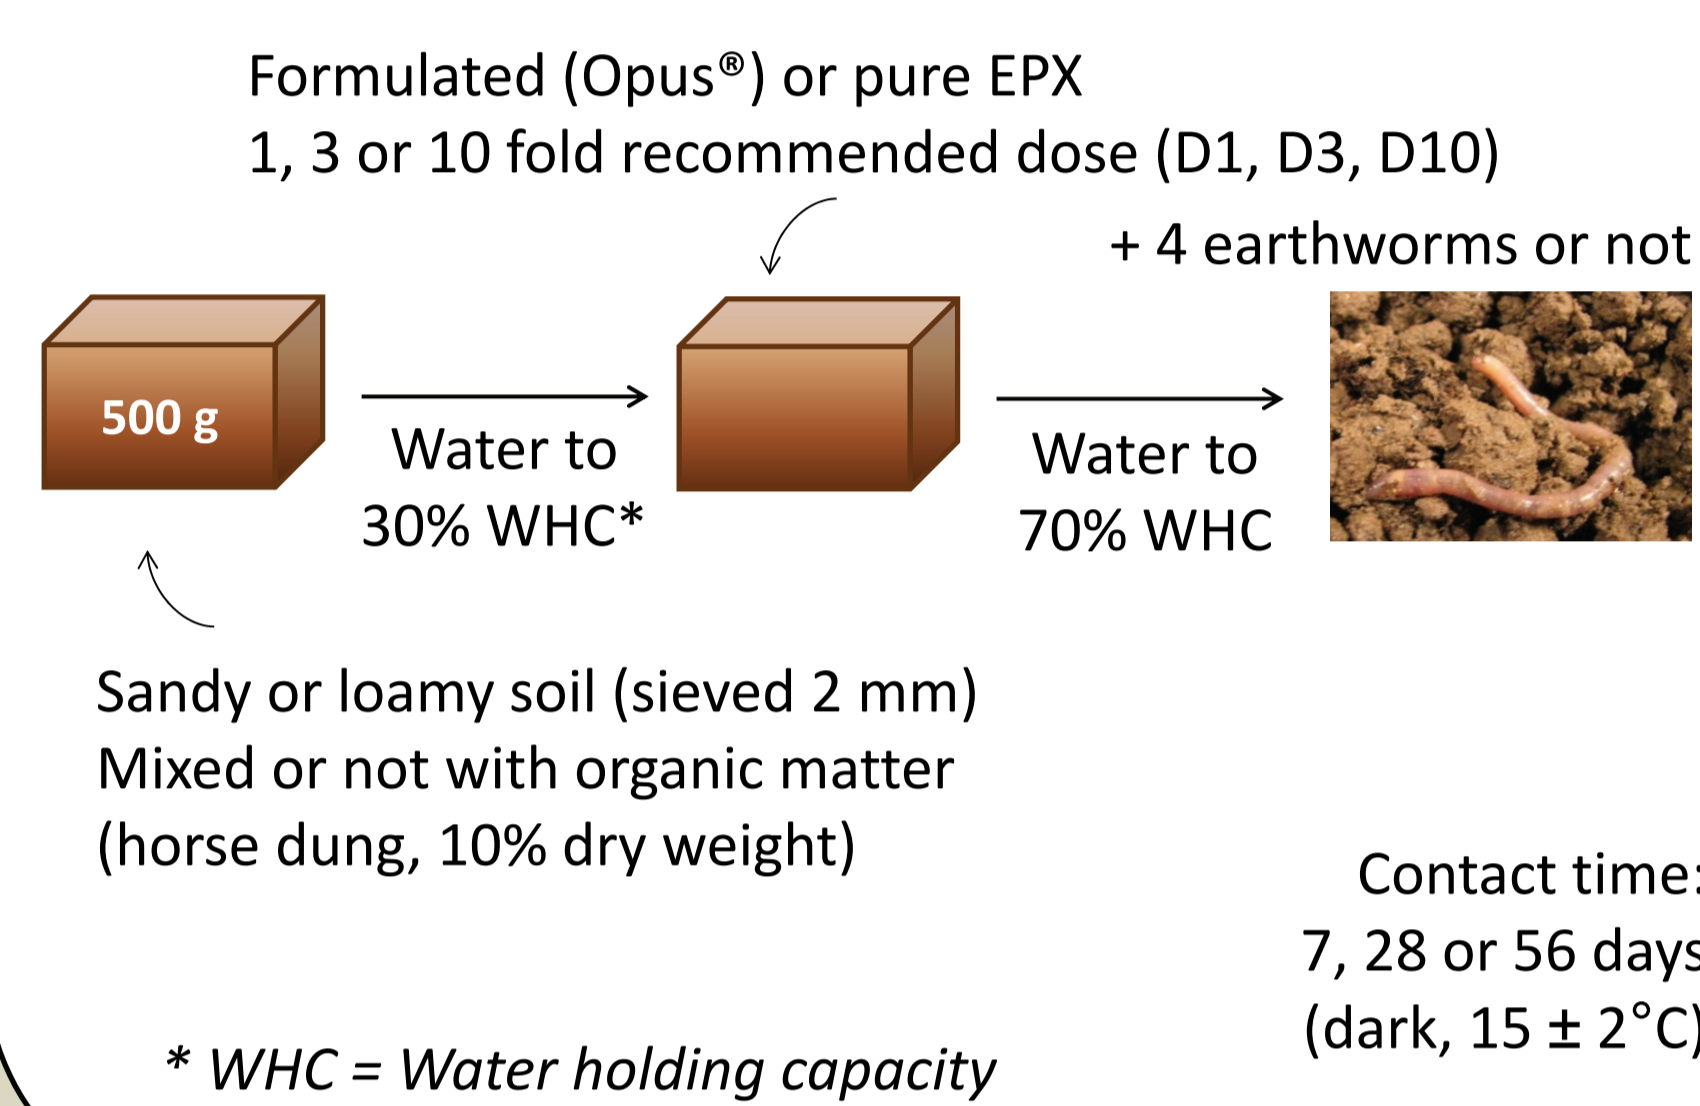 Formulated (Opus®) or pure EPX
1, 3 or 10 fold recommended dose (D1, D3, D10)
+ 4 earthworms or not
500 g
Water to
30% WHC*
Water to
70% WHC
Sandy or loamy soil (sieved 2 mm)
Mixed or not with organic matter
(horse dung, 10% dry weight)
Contact time:
7, 28 or 56 days
(dark, 15 ± 2°C)
* WHC = Water holding capacity